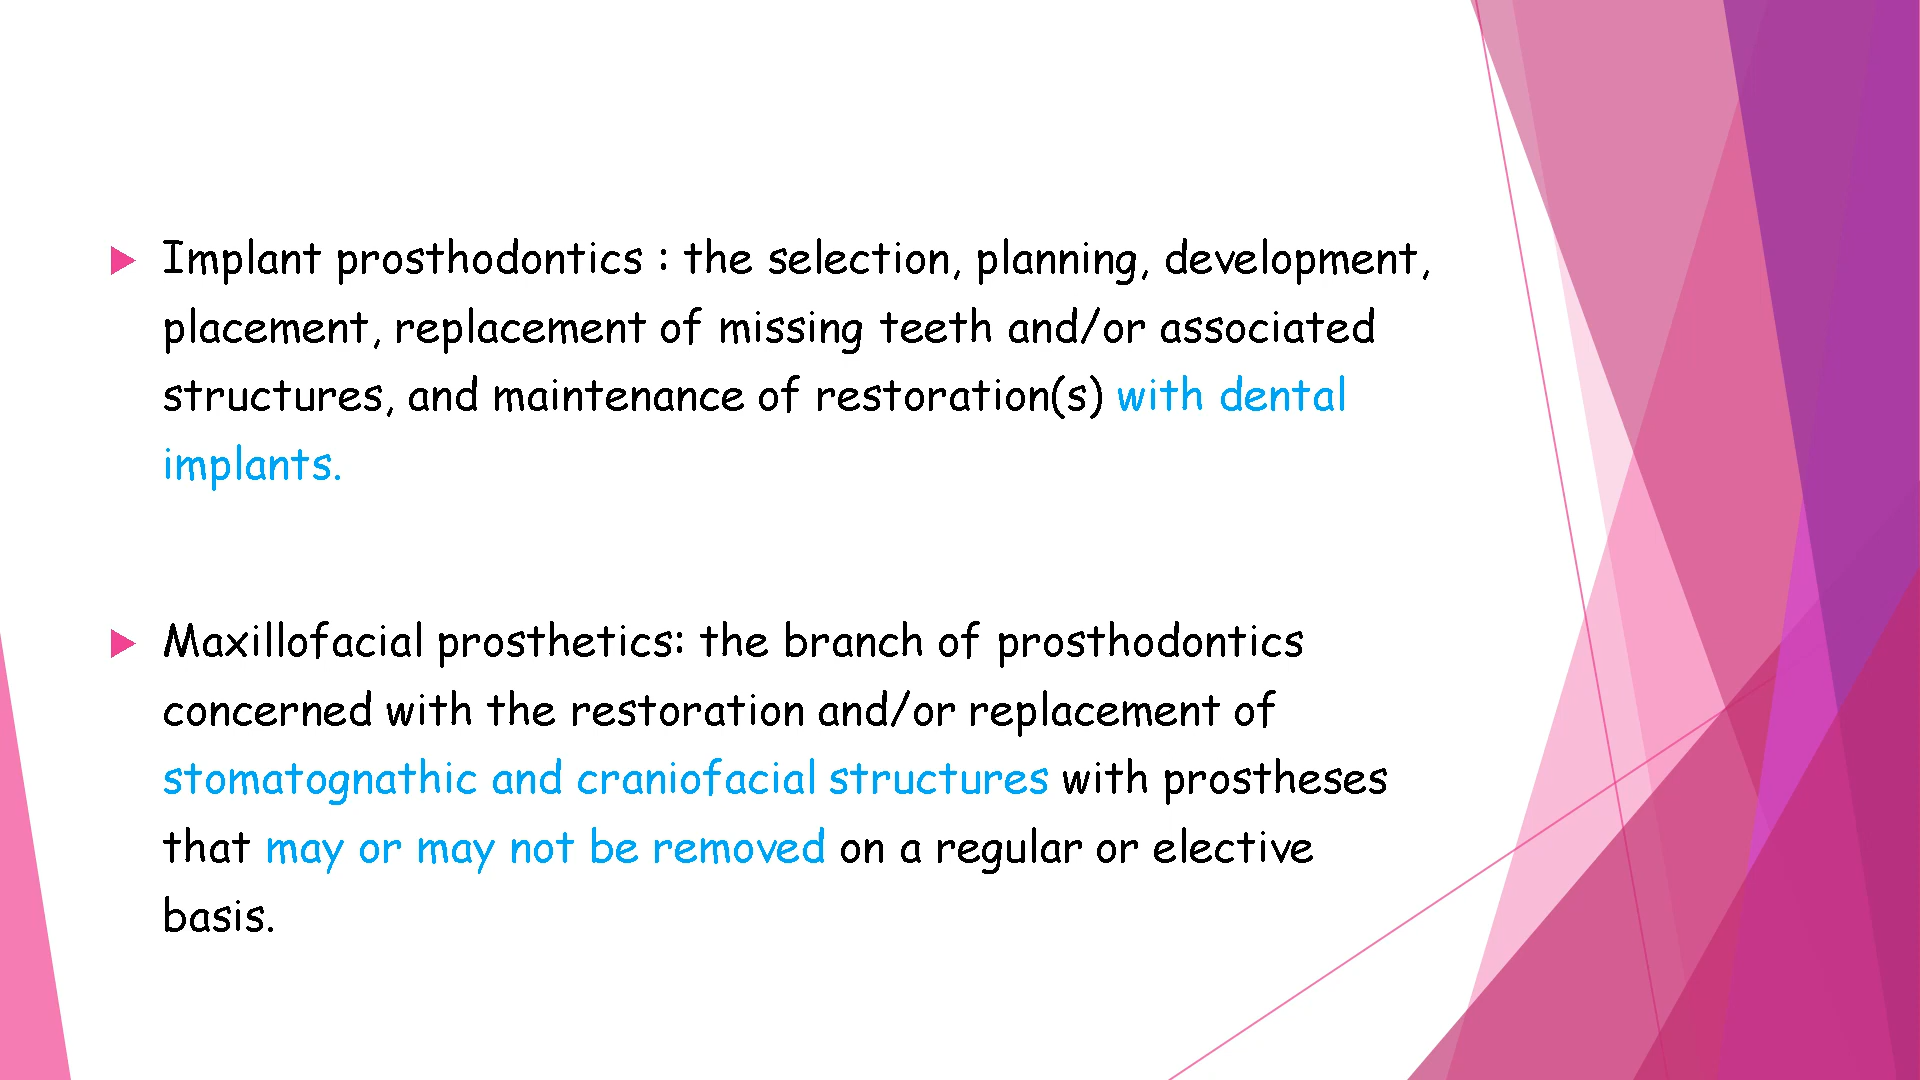 Implant prosthodontics : the selection, planning, development,
placement, replacement of missing teeth and/or associated
structures, and maintenance of restoration(s) with dental
implants.
Maxillofacial prosthetics: the branch of prosthodontics
concerned with the restoration and/or replacement of
stomatognathic and craniofacial structures with prostheses
that may or may not be removed on a regular or elective
basis.